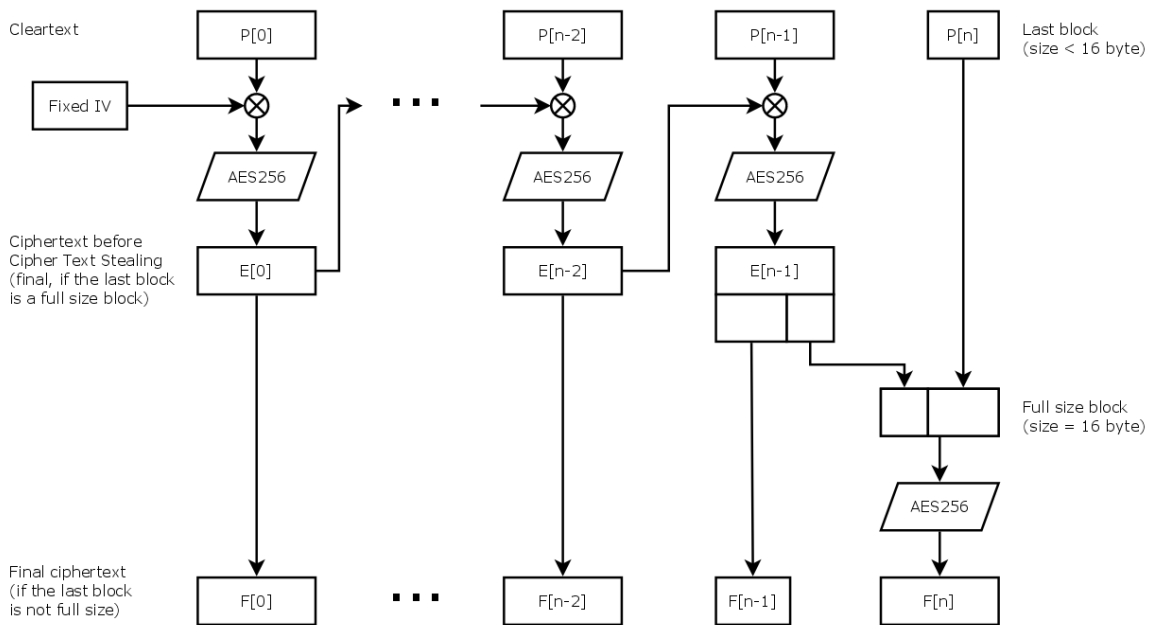 Cleartext
P[0]
P[n-2]
P[n-1]
P[n]
Last block
(size < 16 byte)
Fixed IV
AES256
AES256
AES256
Ciphertext before
Cipher Text Stealing
(final, if the last block
is a full size block)
E[0]
E[n-2]
E[n-1]
Full size block
(size = 16 byte)
AES256
Final ciphertext
(if the last block
is not full size)
F[0]
F[n-2]
F[n-1]
F[n]